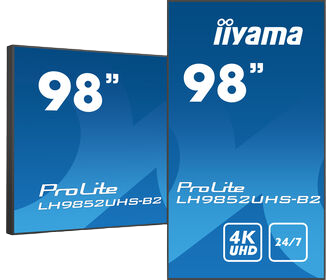 98”
ProLite
LH9852UHS-B2
iiyama
98”
ProLite
LH9852UHS-B2
4K
UHD
24/7